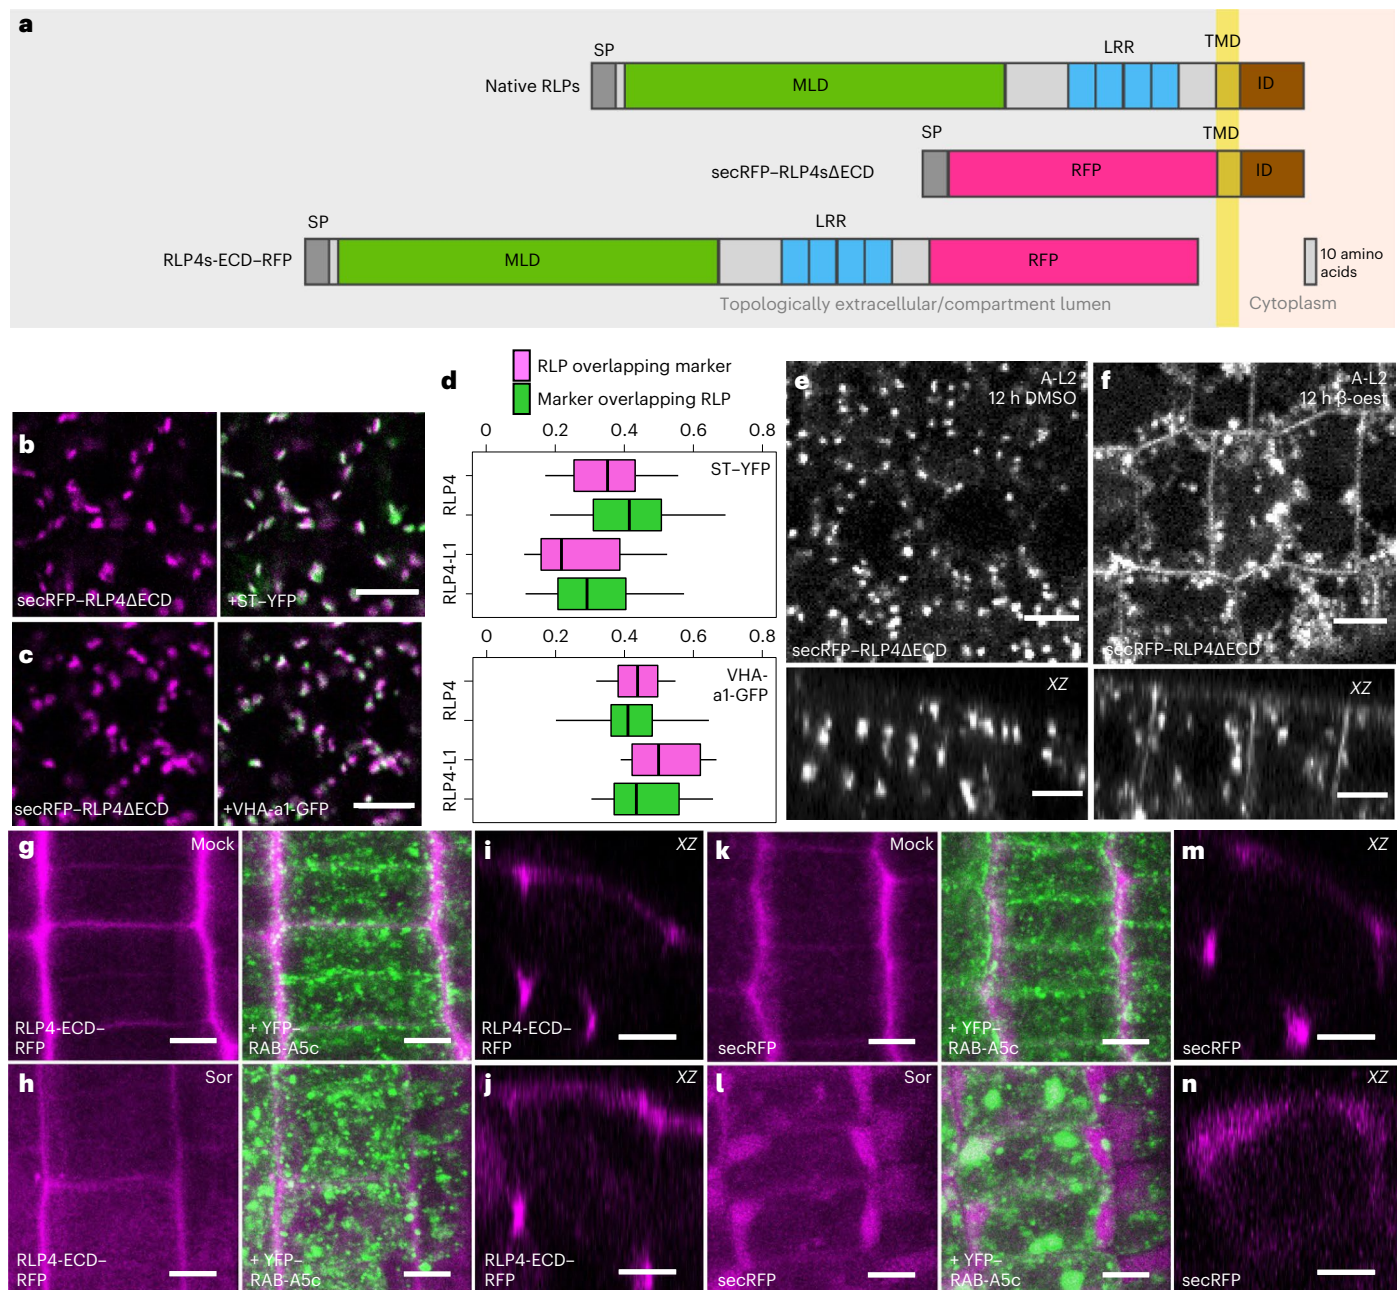 a
SP
LRR
TMD
Native RLPs
MLD
ID
SP
TMD
secRFP–RLP4sΔECD
RFP
ID
SP
LRR
RLP4s-ECD–RFP
MLD
RFP
10 amino
acids
Topologically extracellular/compartment lumen
Cytoplasm
b
secRFP–RLP4ΔECD
+ST–YFP
c
secRFP–RLP4ΔECD
+VHA-a1-GFP
d
RLP overlapping marker
Marker overlapping RLP
0 0.2 0.4 0.6 0.8
ST–YFP
RLP4
RLP4-L1
0 0.2 0.4 0.6 0.8
VHA-
a1-GFP
RLP4
RLP4-L1
e
A-L2
12 h DMSO
secRFP–RLP4ΔECD
XZ
f
A-L2
12 h β-oest
secRFP–RLP4ΔECD
XZ
g
Mock
RLP4-ECD–
RFP
+ YFP–
RAB-A5c
h
Sor
RLP4-ECD–
RFP
+ YFP–
RAB-A5c
i
XZ
RLP4-ECD–
RFP
j
XZ
RLP4-ECD–
RFP
k
Mock
secRFP
+ YFP–
RAB-A5c
l
Sor
secRFP
+ YFP–
RAB-A5c
m
XZ
secRFP
n
XZ
secRFP